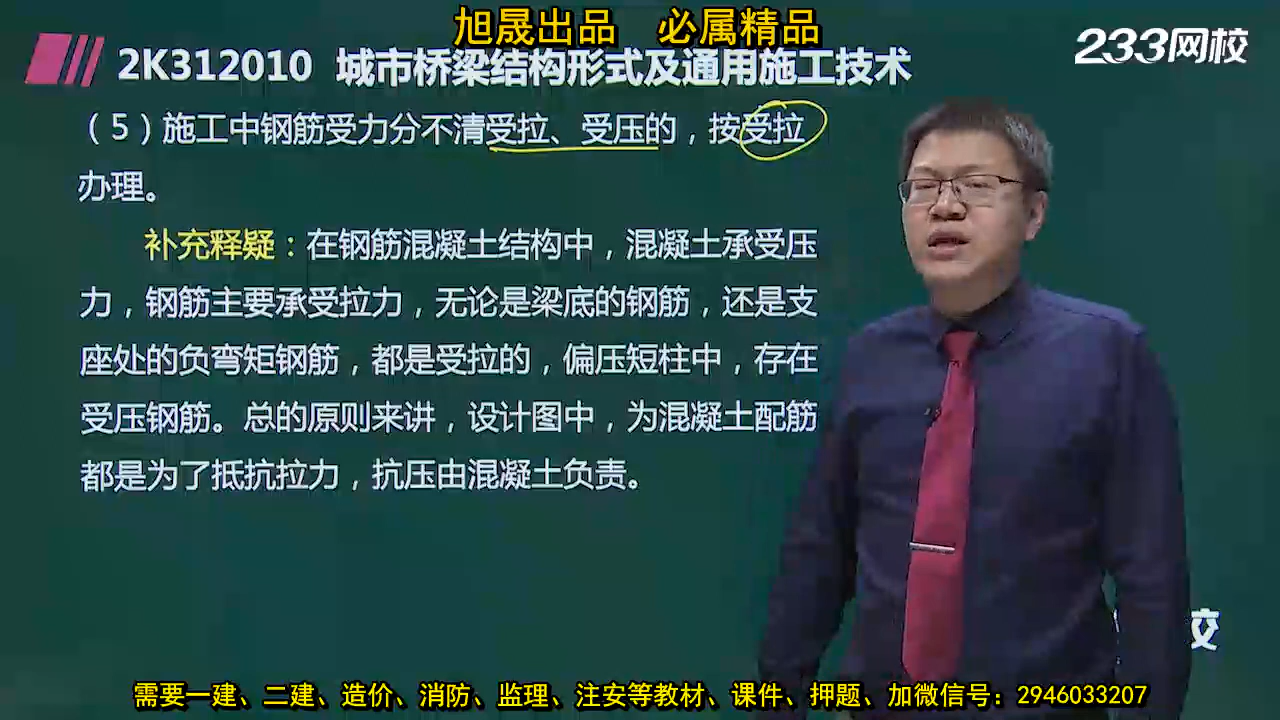 旭晟出品 必属精品
2K312010 城市桥梁结构形式及通用施工技术
233网校
（5）施工中钢筋受力分不清受拉、受压的，按受拉
办理。
补充释疑：在钢筋混凝土结构中，混凝土承受压
力，钢筋主要承受拉力，无论是梁底的钢筋，还是支
座处的负弯矩钢筋，都是受拉的，偏压短柱中，存在
受压钢筋。总的原则来讲，设计图中，为混凝土配筋
都是为了抵抗拉力，抗压由混凝土负责。
校
需要一建、二建、造价、消防、监理、注安等教材、课件、押题、加微信号：2946033207